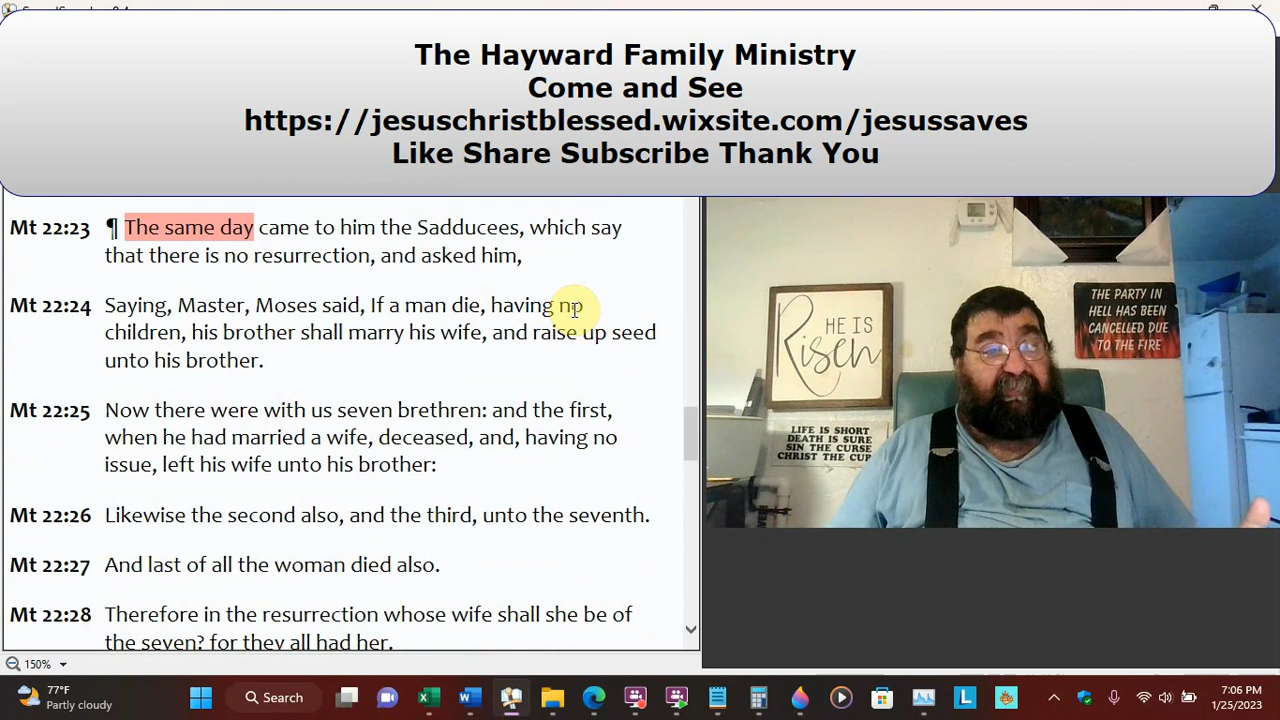 The Hayward Family Ministry
Come and See
https://jesuschristblessed.wixsite.com/jesussaves
Like Share Subscribe Thank You
Mt 22:23 ¶ The same day came to him the Sadducees, which say
that there is no resurrection, and asked him,
Mt 22:24 Saying, Master, Moses said, If a man die, having no
children, his brother shall marry his wife, and raise up seed
unto his brother.
Mt 22:25 Now there were with us seven brethren: and the first,
when he had married a wife, deceased, and, having no
issue, left his wife unto his brother:
Mt 22:26 Likewise the second also, and the third, unto the seventh.
Mt 22:27 And last of all the woman died also.
Mt 22:28 Therefore in the resurrection whose wife shall she be of
the seven? for they all had her.
HE IS
Risen
THE PARTY IN
HELL HAS BEEN
CANCELLED DUE
TO THE FIRE
LIFE IS SHORT
DEATH IS SURE
SIN THE CURSE
CHRIST THE CUP
150%
77°F
Partly cloudy
Search
L
7:06 PM
1/25/2023